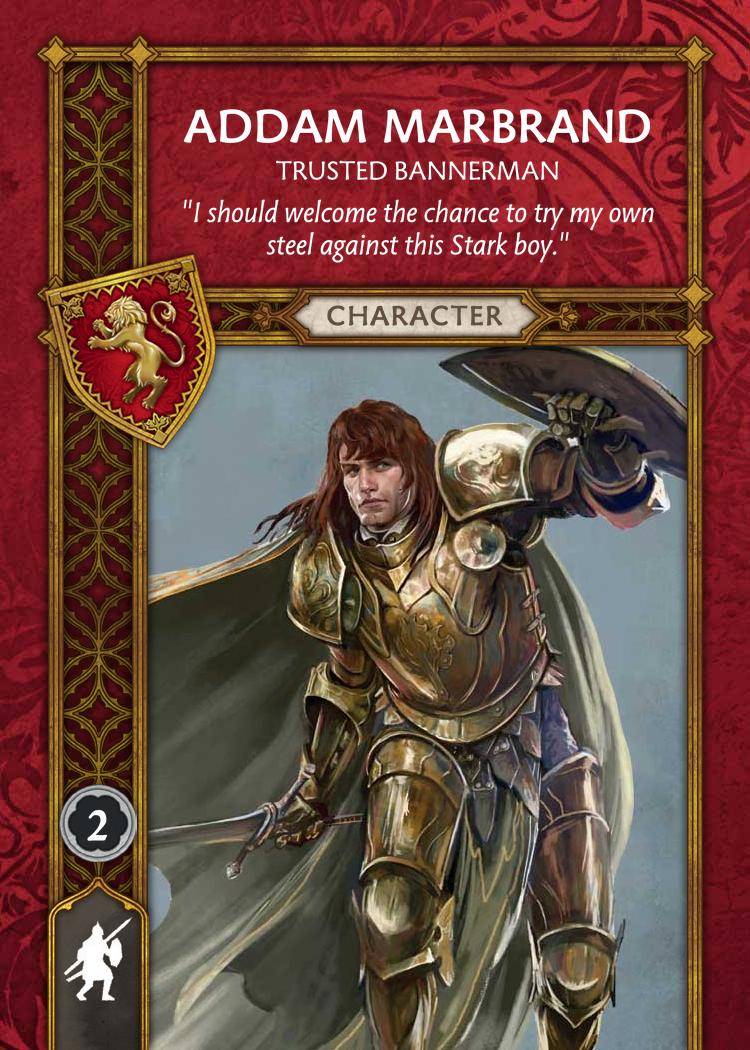 ADDAM MARBRAND
TRUSTED BANNERMAN
"I should welcome the chance to try my own
steel against this Stark boy."
CHARACTER
2